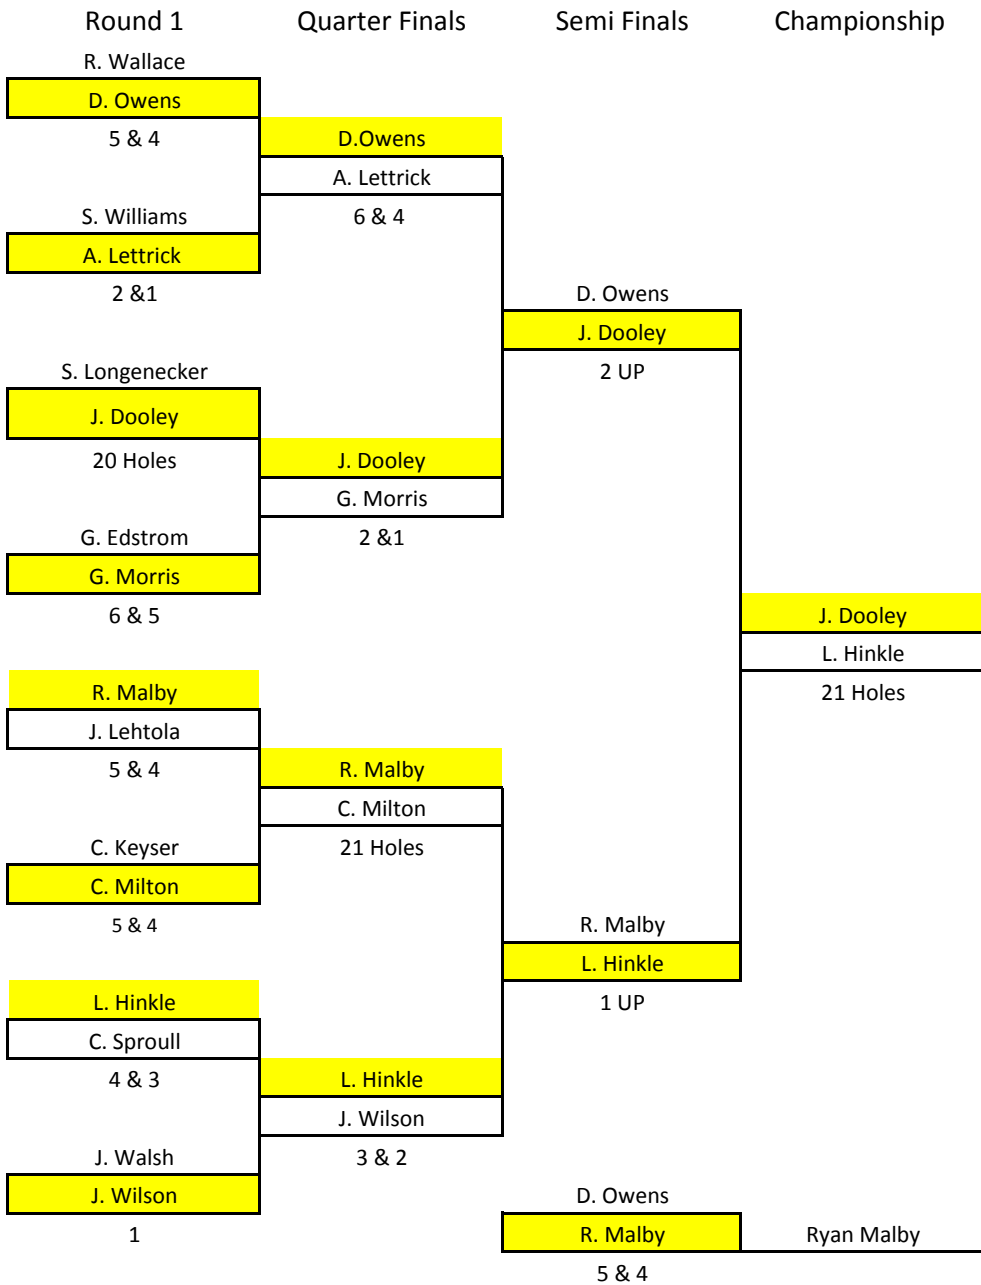 Round 1
Quarter Finals
Semi Finals
Championship
R. Wallace
D. Owens
5 & 4
D.Owens
A. Lettrick
6 & 4
S. Williams
A. Lettrick
2 &1
D. Owens
J. Dooley
2 UP
S. Longenecker
J. Dooley
20 Holes
J. Dooley
G. Morris
2 &1
G. Edstrom
G. Morris
6 & 5
J. Dooley
L. Hinkle
21 Holes
R. Malby
J. Lehtola
5 & 4
R. Malby
C. Milton
21 Holes
C. Keyser
C. Milton
5 & 4
R. Malby
L. Hinkle
1 UP
L. Hinkle
C. Sproull
4 & 3
L. Hinkle
J. Wilson
3 & 2
J. Walsh
J. Wilson
1
D. Owens
R. Malby
Ryan Malby
5 & 4